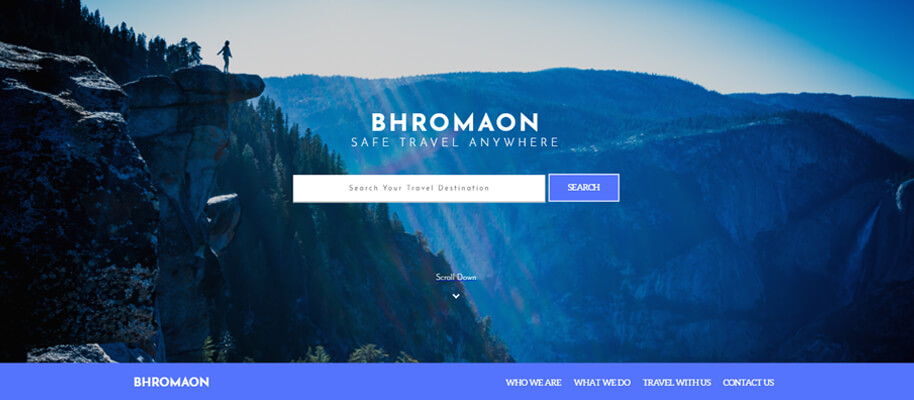 BHROMAON
SAFE TRAVEL ANYWHERE
Search Your Travel Destination
SEARCH
Scroll Down
BHROMAON
WHO WE ARE
WHAT WE DO
TRAVEL WITH US
CONTACT US